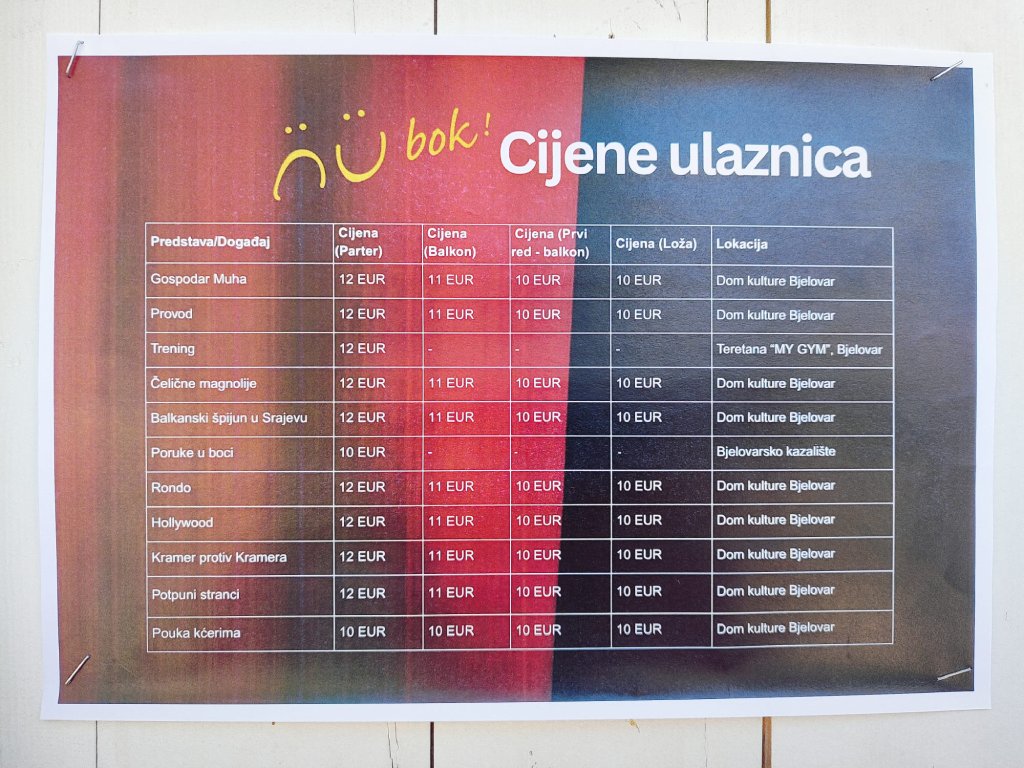 bok!
Cijene ulaznica
Predstava/Događaj Cijena (Parter) Cijena (Balkon) Cijena (Prvi red - balkon) Cijena (Loža) Lokacija
Gospodar Muha 12 EUR 11 EUR 10 EUR 10 EUR Dom kulture Bjelovar
Provod 12 EUR 11 EUR 10 EUR 10 EUR Dom kulture Bjelovar
Trening 12 EUR - - - Teretana “MY GYM”, Bjelovar
Čelične magnolije 12 EUR 11 EUR 10 EUR 10 EUR Dom kulture Bjelovar
Balkanski špijun u Srajevu 12 EUR 11 EUR 10 EUR 10 EUR Dom kulture Bjelovar
Poruke u boci 10 EUR - - - Bjelovarsko kazalište
Rondo 12 EUR 11 EUR 10 EUR 10 EUR Dom kulture Bjelovar
Hollywood 12 EUR 11 EUR 10 EUR 10 EUR Dom kulture Bjelovar
Kramer protiv Kramera 12 EUR 11 EUR 10 EUR 10 EUR Dom kulture Bjelovar
Potpuni stranci 12 EUR 11 EUR 10 EUR 10 EUR Dom kulture Bjelovar
Pouka kćerima 10 EUR 10 EUR 10 EUR 10 EUR Dom kulture Bjelovar